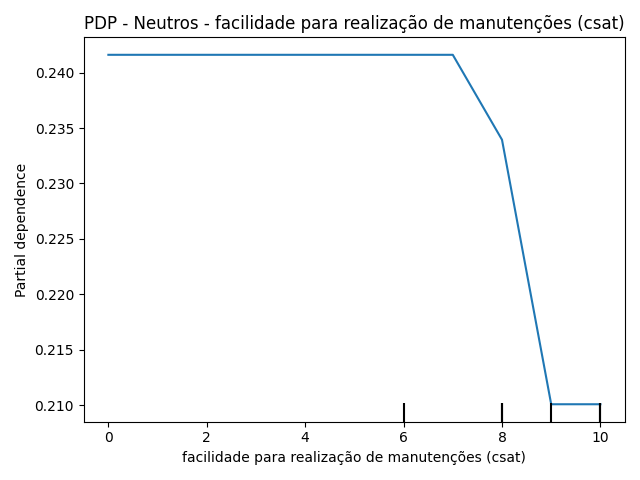 PDP - Neutros - facilidade para realização de manutenções (csat)
0.240
0.235
0.230
0.225
0.220
0.215
0.210
Partial dependence
0 2 4 6 8 10
facilidade para realização de manutenções (csat)